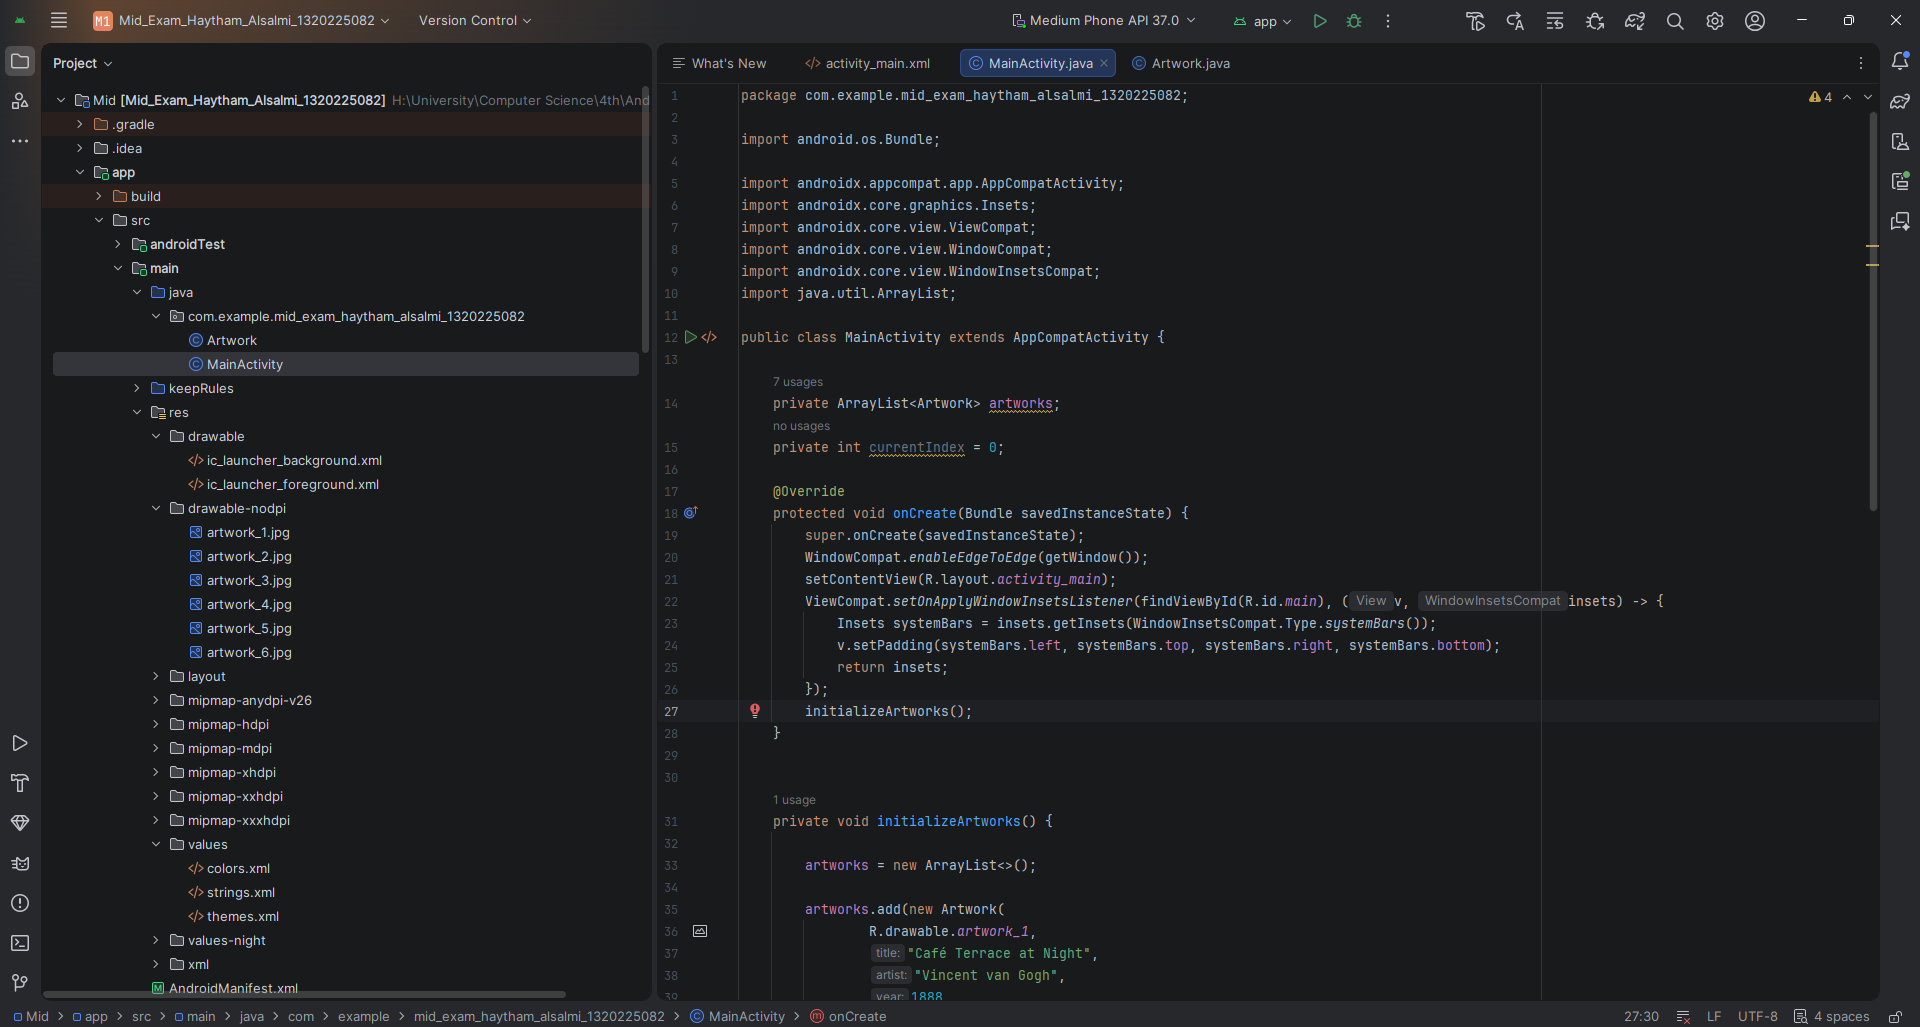 M1 Mid_Exam_Haytham_Alsalmi_1320225082 Version Control Medium Phone API 37.0 app
Project
Mid [Mid_Exam_Haytham_Alsalmi_1320225082] H:\University\Computer Science\4th\And
.gradle
.idea
app
build
src
androidTest
main
java
com.example.mid_exam_haytham_alsalmi_1320225082
Artwork
MainActivity
keepRules
res
drawable
ic_launcher_background.xml
ic_launcher_foreground.xml
drawable-nodpi
artwork_1.jpg
artwork_2.jpg
artwork_3.jpg
artwork_4.jpg
artwork_5.jpg
artwork_6.jpg
layout
mipmap-anydpi-v26
mipmap-hdpi
mipmap-mdpi
mipmap-xhdpi
mipmap-xxhdpi
mipmap-xxxhdpi
values
colors.xml
strings.xml
themes.xml
values-night
xml
AndroidManifest.xml
What's New activity_main.xml MainActivity.java Artwork.java
4
1 package com.example.mid_exam_haytham_alsalmi_1320225082;
2
3 import android.os.Bundle;
4
5 import androidx.appcompat.app.AppCompatActivity;
6 import androidx.core.graphics.Insets;
7 import androidx.core.view.ViewCompat;
8 import androidx.core.view.WindowCompat;
9 import androidx.core.view.WindowInsetsCompat;
10 import java.util.ArrayList;
11
12 public class MainActivity extends AppCompatActivity {
13
7 usages
14 private ArrayList<Artwork> artworks;
no usages
15 private int currentIndex = 0;
16
17 @Override
18 protected void onCreate(Bundle savedInstanceState) {
19 super.onCreate(savedInstanceState);
20 WindowCompat.enableEdgeToEdge(getWindow());
21 setContentView(R.layout.activity_main);
22 ViewCompat.setOnApplyWindowInsetsListener(findViewById(R.id.main), (View v, WindowInsetsCompat insets) -> {
23 Insets systemBars = insets.getInsets(WindowInsetsCompat.Type.systemBars());
24 v.setPadding(systemBars.left, systemBars.top, systemBars.right, systemBars.bottom);
25 return insets;
26 });
27 initializeArtworks();
28 }
29
30
1 usage
31 private void initializeArtworks() {
32
33 artworks = new ArrayList<>();
34
35 artworks.add(new Artwork(
36 R.drawable.artwork_1,
37 title: "Café Terrace at Night",
38 artist: "Vincent van Gogh",
39 year: 1888
Mid > app > src > main > java > com > example > mid_exam_haytham_alsalmi_1320225082 > MainActivity > onCreate 27:30 LF UTF-8 4 spaces